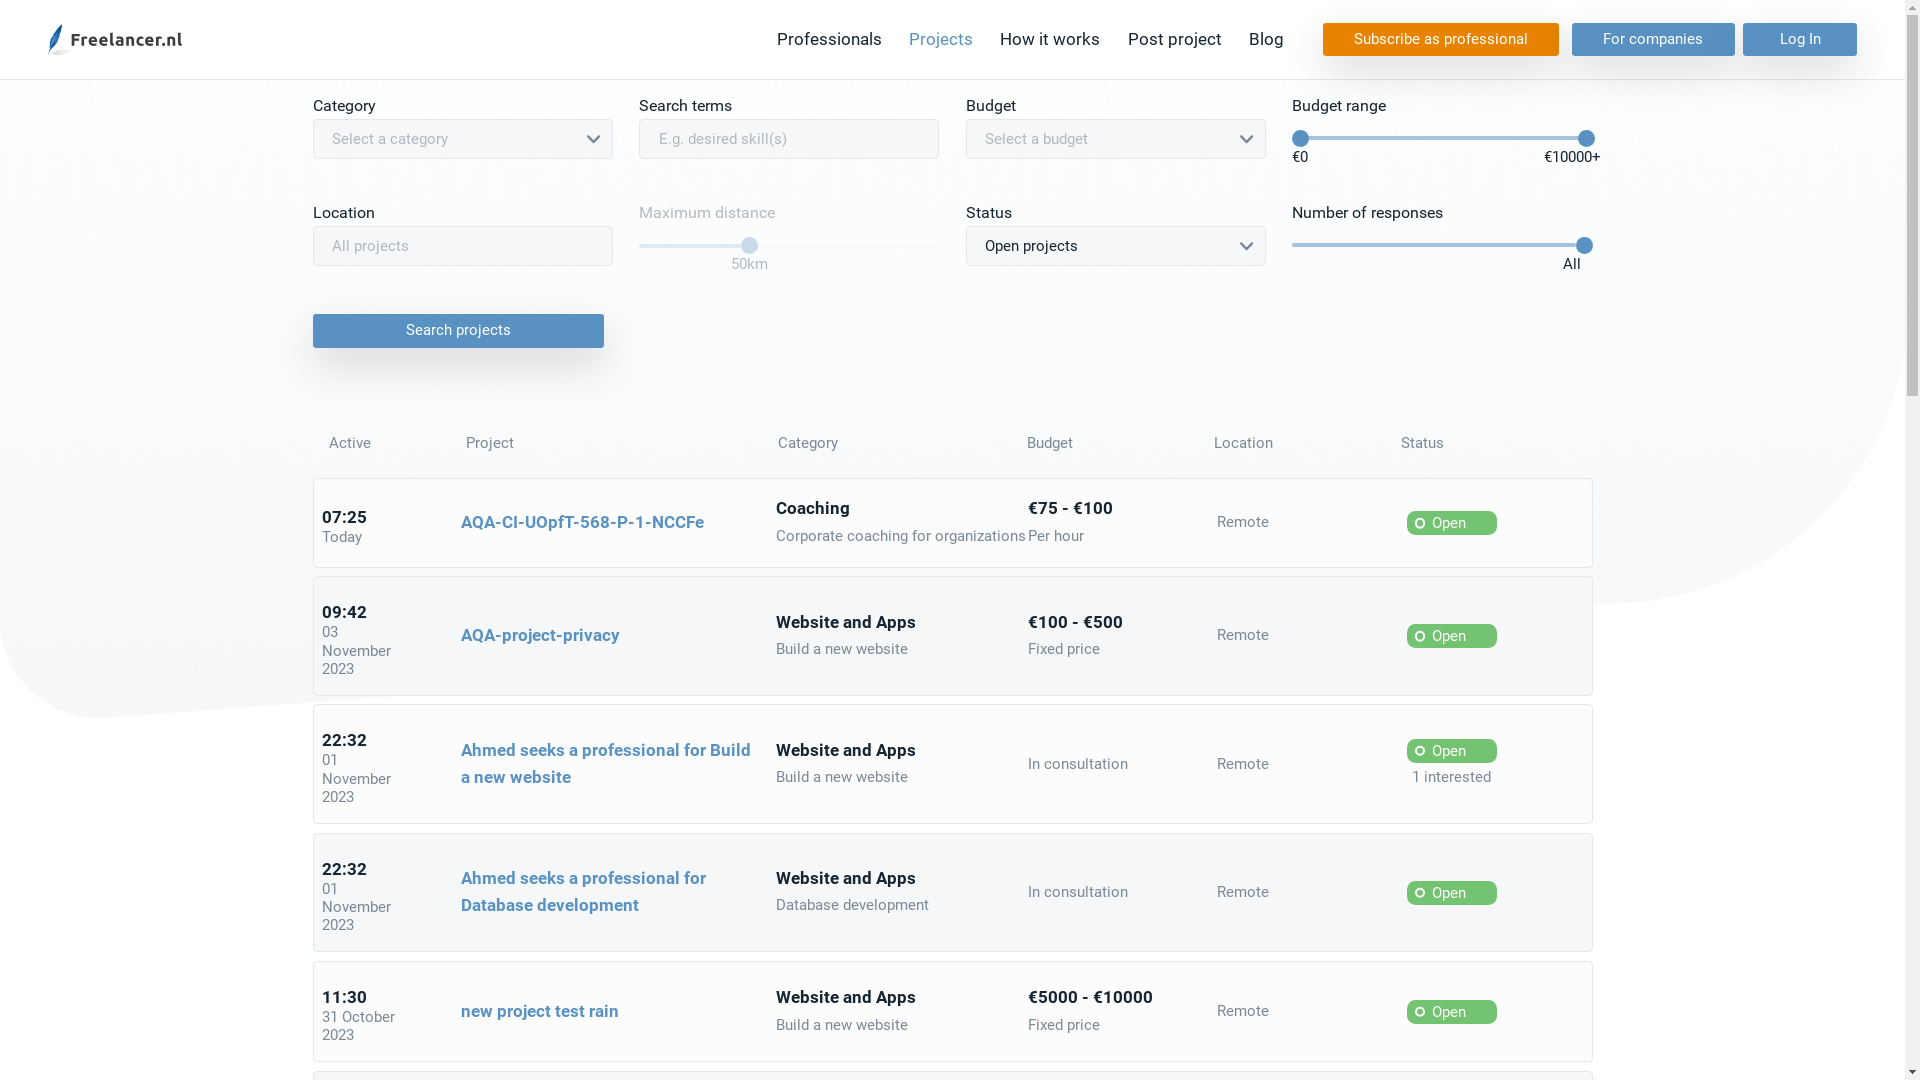 Freelancer.nl
Professionals
Projects
How it works
Post project
Blog
Subscribe as professional
For companies
Log In
Category
Search terms
Budget
Budget range
Select a category
E.g. desired skill(s)
Select a budget
€0
€10000+
Location
Maximum distance
Status
Number of responses
All projects
50km
Open projects
All
Search projects
Active
Project
Category
Budget
Location
Status
07:25
Today
AQA-CI-UOpfT-568-P-1-NCCFe
Coaching
Corporate coaching for organizations
€75 - €100
Per hour
Remote
Open
09:42
03
November
2023
AQA-project-privacy
Website and Apps
Build a new website
€100 - €500
Fixed price
Remote
Open
22:32
01
November
2023
Ahmed seeks a professional for Build
a new website
Website and Apps
Build a new website
In consultation
Remote
Open
1 interested
22:32
01
November
2023
Ahmed seeks a professional for
Database development
Website and Apps
Database development
In consultation
Remote
Open
11:30
31 October
2023
new project test rain
Website and Apps
Build a new website
€5000 - €10000
Fixed price
Remote
Open